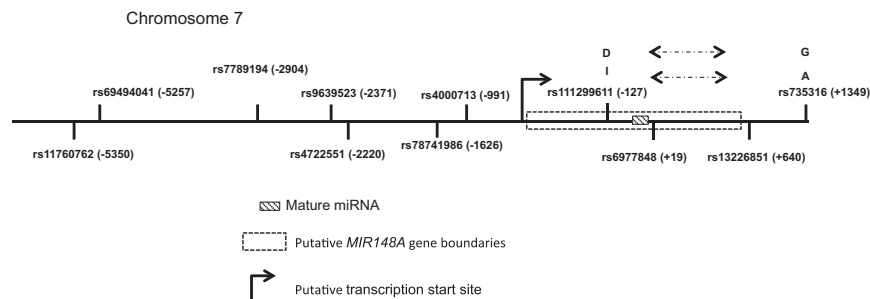 Chromosome 7
rs7789194 (-2904)
D
G
rs69494041 (-5257)
rs9639523 (-2371)
rs4000713 (-991)
I
A
rs111299611 (-127)
rs735316 (+1349)
rs11760762 (-5350)
rs4722551 (-2220)
rs78741986 (-1626)
rs6977848 (+19)
rs13226851 (+640)
Mature miRNA
Putative MIR148A gene boundaries
Putative transcription start site